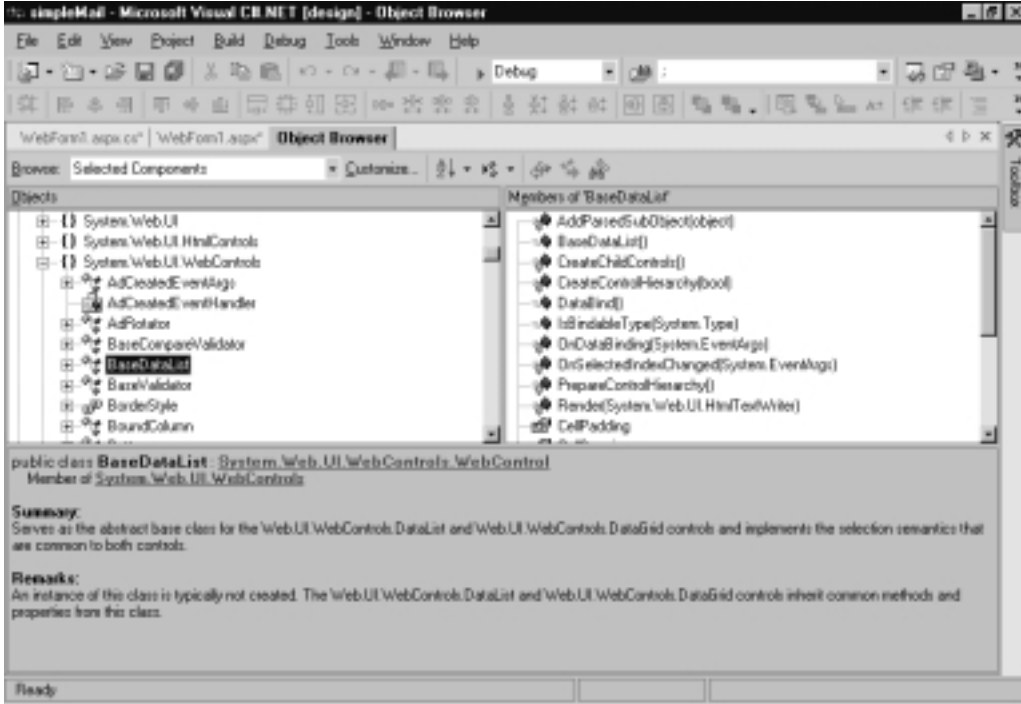 simpleMail - Microsoft Visual C#.NET [design] - Object Browser
File Edit View Project Build Debug Tools Window Help
Debug
WebForm1.aspx.cs* WebForm1.aspx* Object Browser
Toolbox
Browse: Selected Components Customize...
Objects
System.Web.UI
System.Web.UI.HtmlControls
System.Web.UI.WebControls
AdCreatedEventArgs
AdCreatedEventHandler
AdRotator
BaseCompareValidator
BaseDataList
BaseValidator
BorderStyle
BoundColumn
Members of 'BaseDataList'
AddParsedSubObject(object)
BaseDataList()
CreateChildControls()
CreateControlHierarchy(bool)
DataBind()
IsBindableType(System.Type)
OnDataBinding(System.EventArgs)
OnSelectedIndexChanged(System.EventArgs)
PrepareControlHierarchy()
Render(System.Web.UI.HtmlTextWriter)
CellPadding
public class BaseDataList : System.Web.UI.WebControls.WebControl
Member of System.Web.UI.WebControls
Summary:
Serves as the abstract base class for the Web.UI.WebControls.DataList and Web.UI.WebControls.DataGrid controls and implements the selection semantics that
are common to both controls.
Remarks:
An instance of this class is typically not created. The Web.UI.WebControls.DataList and Web.UI.WebControls.DataGrid controls inherit common methods and
properties from this class.
Ready